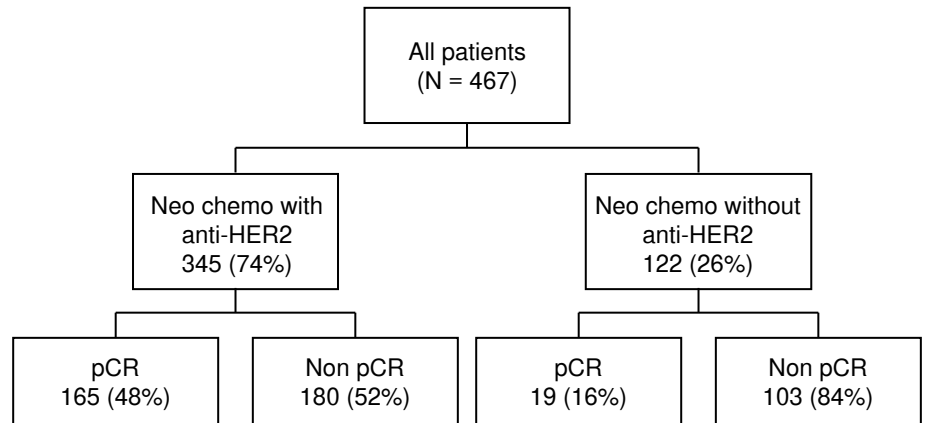 All patients
(N = 467)
Neo chemo with
anti-HER2
345 (74%)
Neo chemo without
anti-HER2
122 (26%)
pCR
165 (48%)
Non pCR
180 (52%)
pCR
19 (16%)
Non pCR
103 (84%)